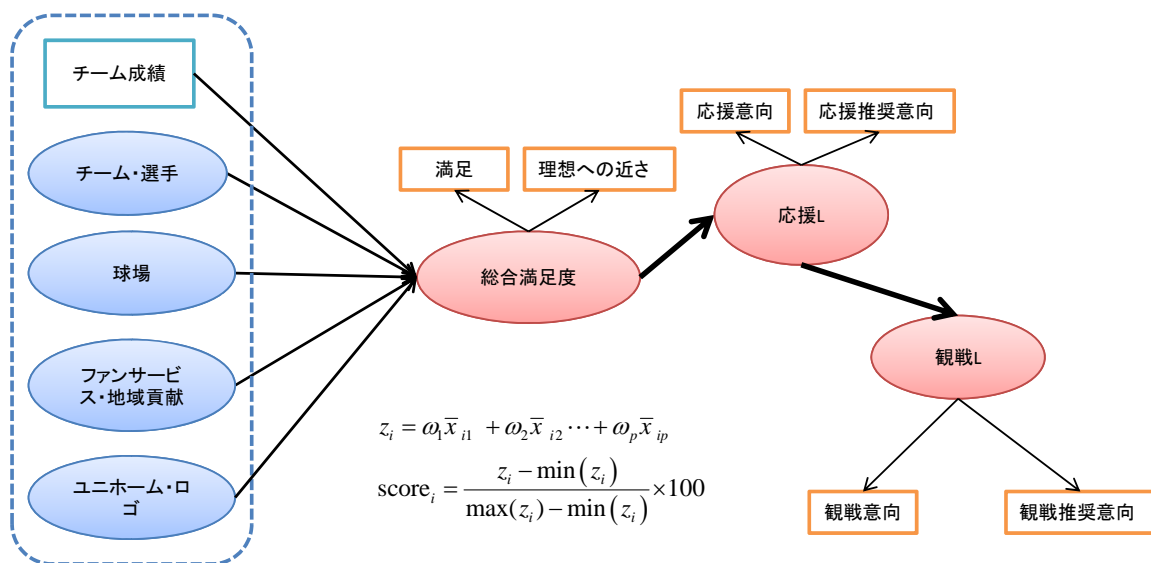 チーム成績
チーム・選手
球場
ファンサービ
ス・地域貢献
ユニホーム・ロ
ゴ
満足
理想への近さ
総合満足度
応援意向
応援推奨意向
応援L
観戦L
観戦意向
観戦推奨意向
z_i = ω_1 x̄_{i1} + ω_2 x̄_{i2} ⋯ + ω_p x̄_{ip}
score_i = \frac{z_i − min(z_i)}{max(z_i) − min(z_i)} × 100